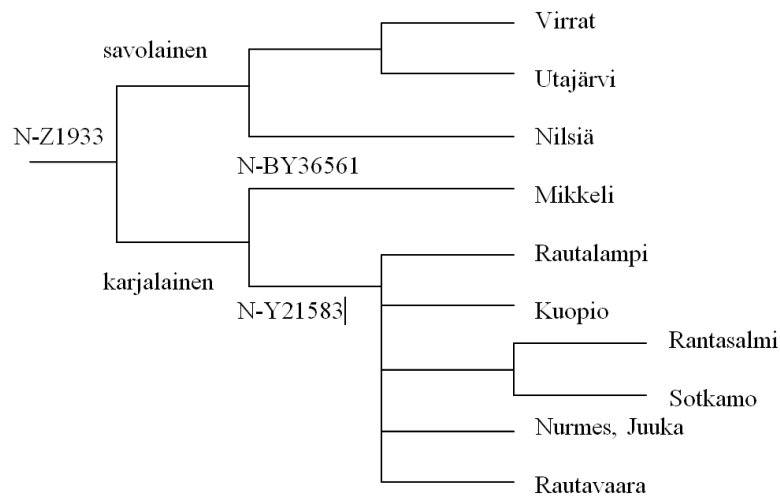 Virrat
savolainen
Utajärvi
N-Z1933
Nilsiä
N-BY36561
Mikkeli
Rautalampi
karjalainen
N-Y21583
Kuopio
Rantasalmi
Sotkamo
Nurmes, Juuka
Rautavaara